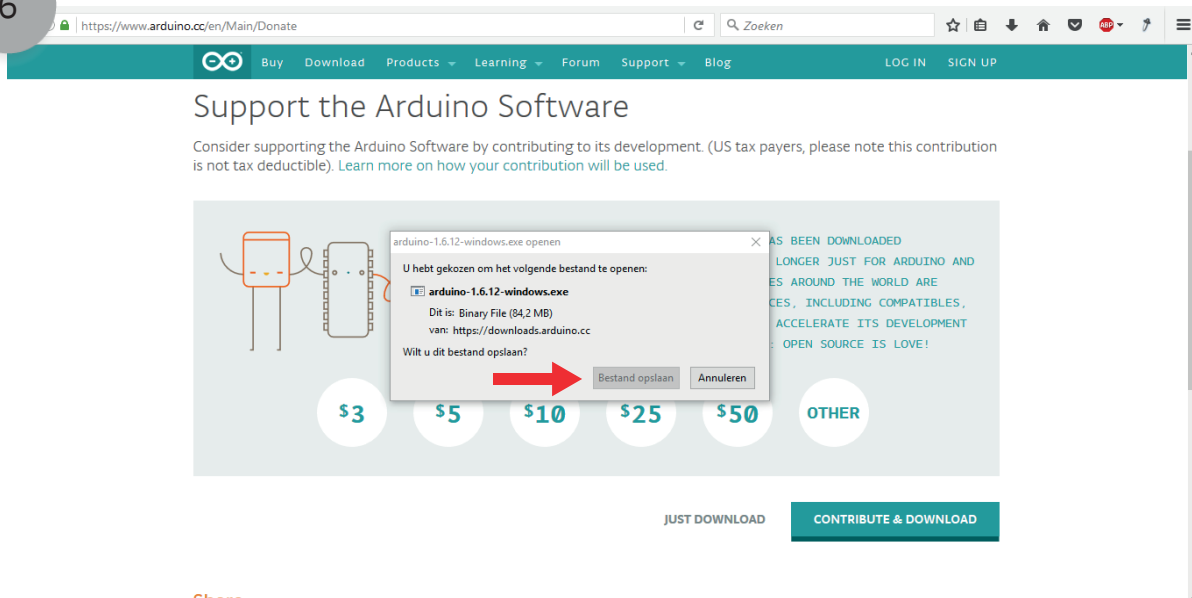 6
https://www.arduino.cc/en/Main/Donate
Zoeken
ABP
Buy Download Products Learning Forum Support Blog LOG IN SIGN UP
Support the Arduino Software
Consider supporting the Arduino Software by contributing to its development. (US tax payers, please note this contribution
is not tax deductible). Learn more on how your contribution will be used.
arduino-1.6.12-windows.exe openen
U hebt gekozen om het volgende bestand te openen:
arduino-1.6.12-windows.exe
Dit is: Binary File (84,2 MB)
van: https://downloads.arduino.cc
Wilt u dit bestand opslaan?
Bestand opslaan Annuleren
AS BEEN DOWNLOADED
LONGER JUST FOR ARDUINO AND
ES AROUND THE WORLD ARE
CES, INCLUDING COMPATIBLES,
ACCELERATE ITS DEVELOPMENT
: OPEN SOURCE IS LOVE!
$3 $5 $10 $25 $50 OTHER
JUST DOWNLOAD CONTRIBUTE & DOWNLOAD
Share